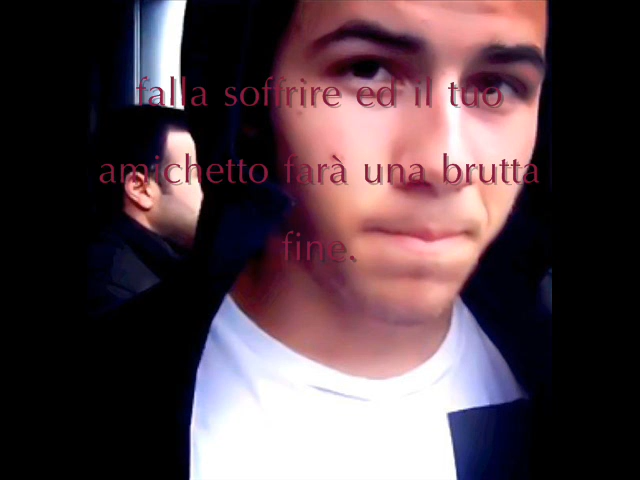 falla soffrire ed il tuo
amichetto farà una brutta
fine.